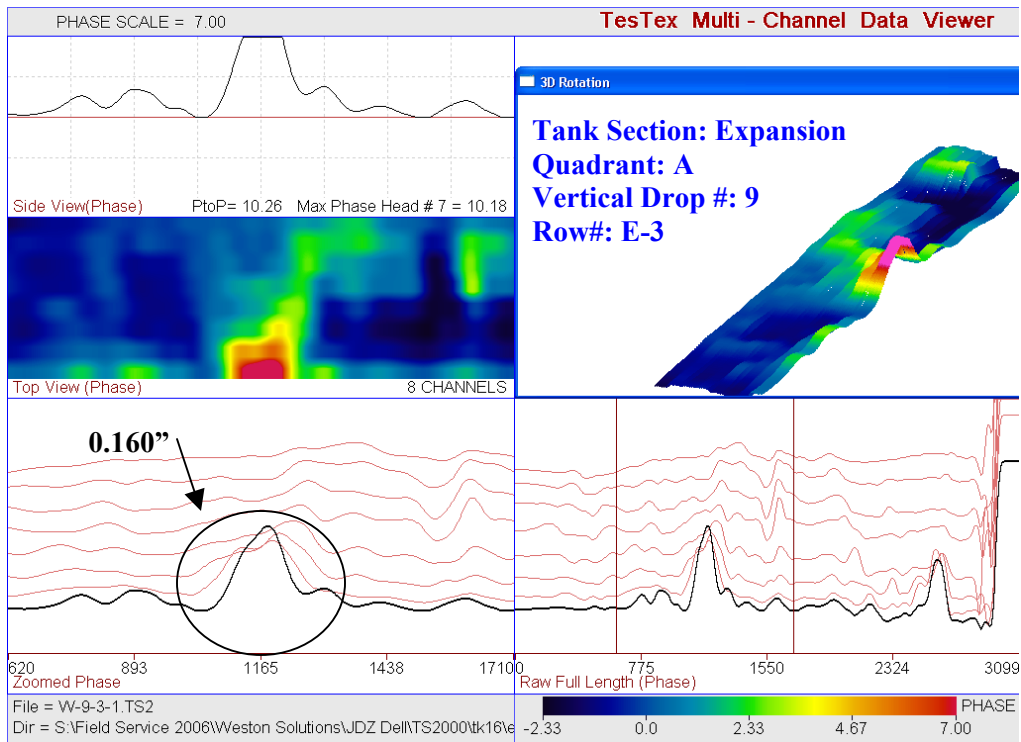 PHASE SCALE = 7.00
TesTex Multi - Channel Data Viewer
Side View(Phase) PtoP= 10.26 Max Phase Head # 7 = 10.18
3D Rotation
Tank Section: Expansion
Quadrant: A
Vertical Drop #: 9
Row#: E-3
Top View (Phase) 8 CHANNELS
0.160”
620 893 1165 1438 1710
Zoomed Phase
0 775 1550 2324 3099
Raw Full Length (Phase)
File = W-9-3-1.TS2
Dir = S:\Field Service 2006\Weston Solutions\JDZ Dell\TS2000\tk16\e
PHASE
-2.33 0.0 2.33 4.67 7.00